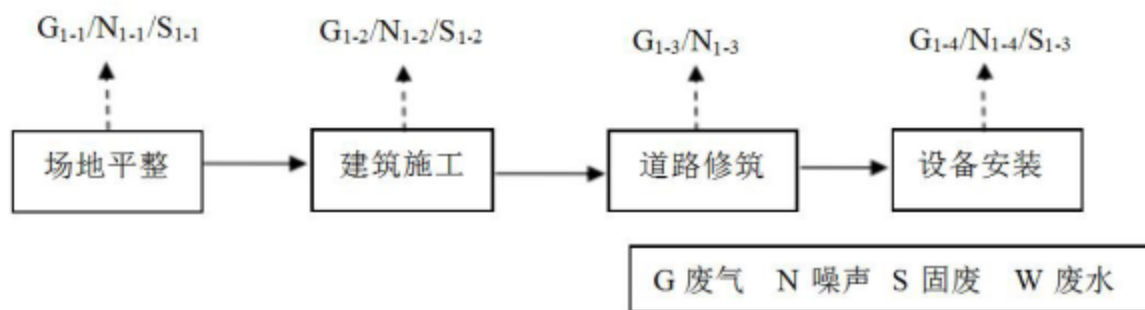 G1-1/N1-1/S1-1 G1-2/N1-2/S1-2 G1-3/N1-3 G1-4/N1-4/S1-3
场地平整 建筑施工 道路修筑 设备安装
G 废气 N 噪声 S 固废 W 废水